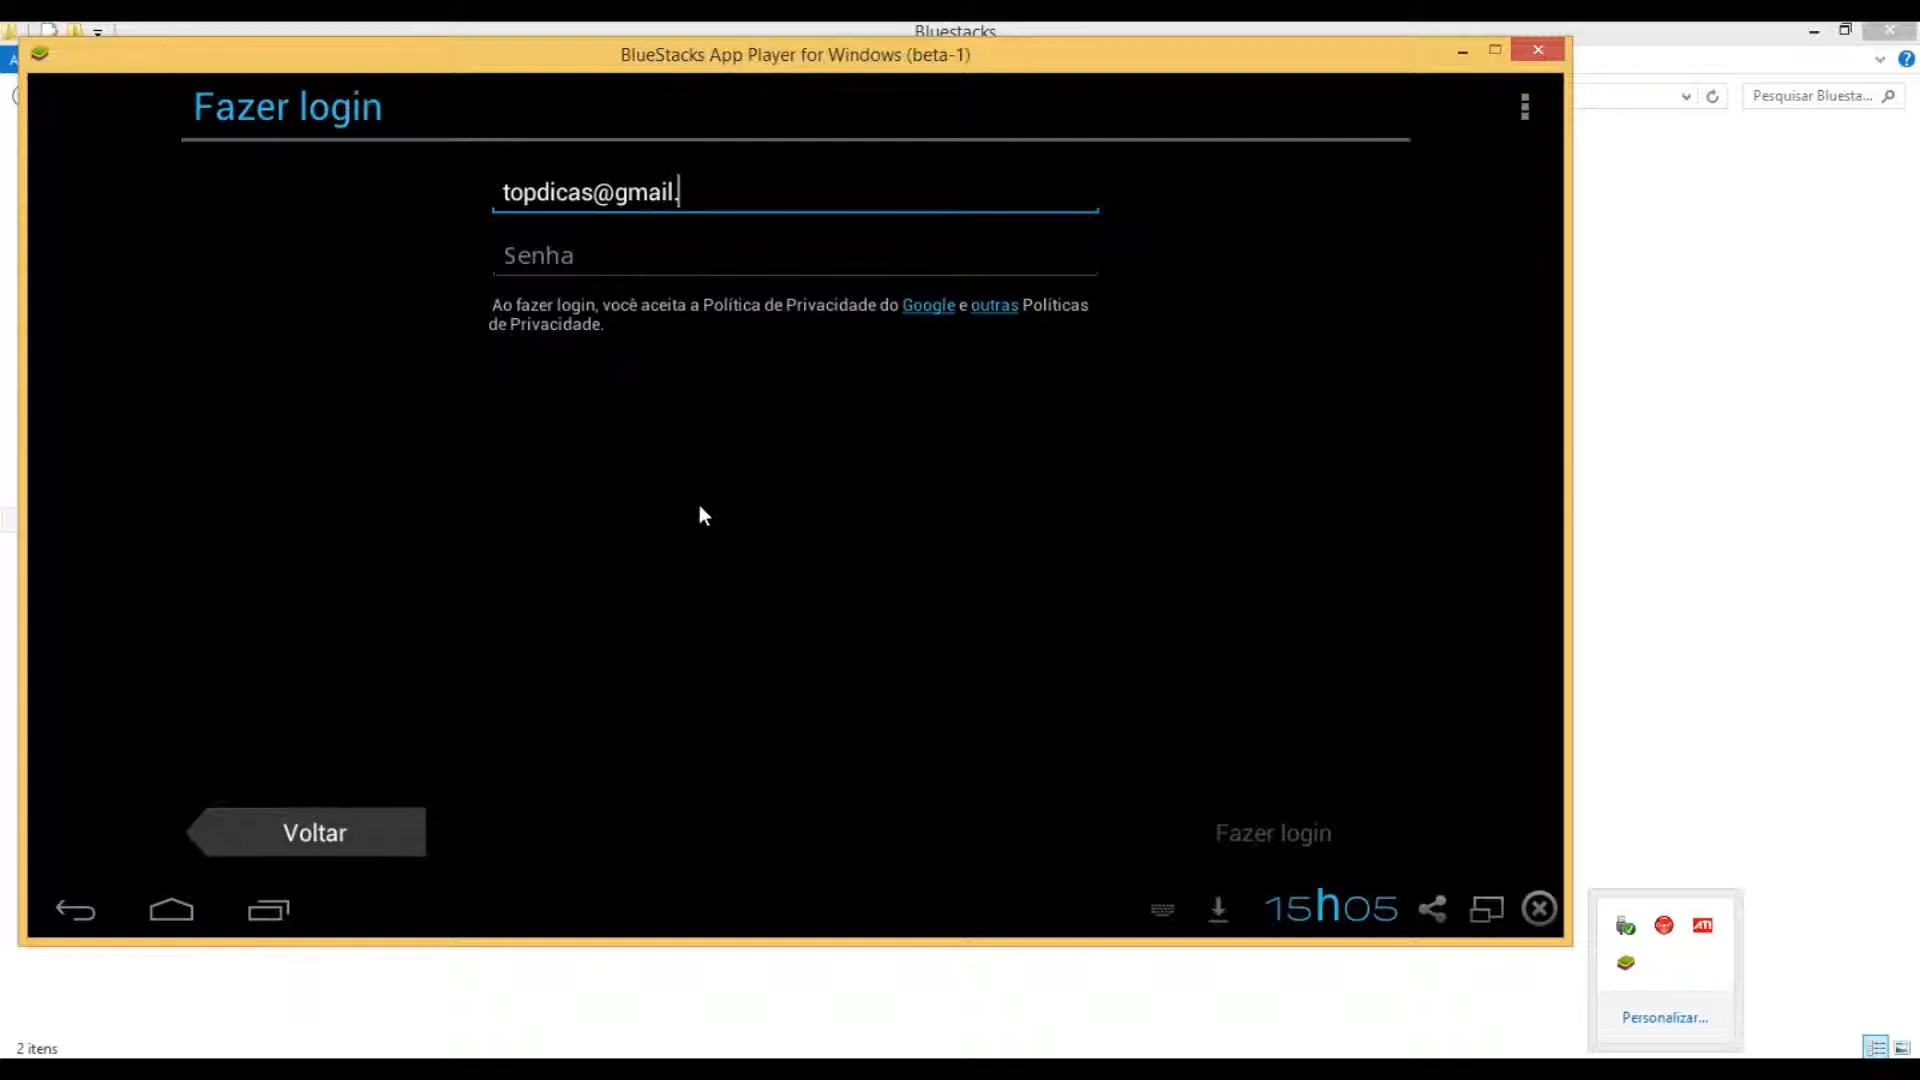 Bluestacks
BlueStacks App Player for Windows (beta-1)
Pesquisar Bluesta...
Fazer login
topdicas@gmail.
Senha
Ao fazer login, você aceita a Política de Privacidade do Google e outras Políticas
de Privacidade.
Voltar
Fazer login
15h05
ATI
Personalizar...
2 itens